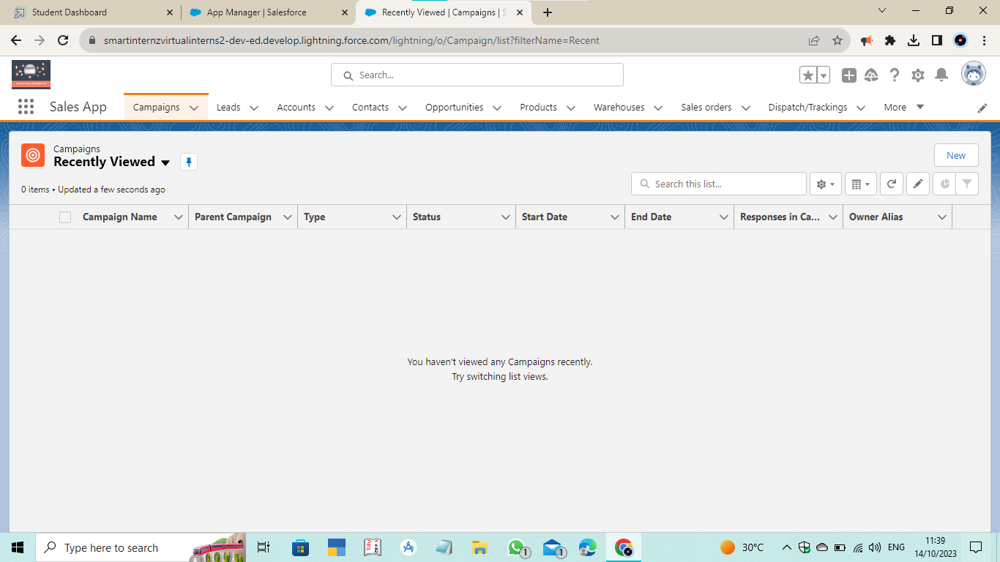 Student Dashboard
App Manager | Salesforce
Recently Viewed | Campaigns | S
smartinternzvirtualinterns2-dev-ed.develop.lightning.force.com/lightning/o/Campaign/list?filterName=Recent
Search...
Sales App
Campaigns
Leads
Accounts
Contacts
Opportunities
Products
Warehouses
Sales orders
Dispatch/Trackings
More
Campaigns
Recently Viewed
New
0 items • Updated a few seconds ago
Search this list...
Campaign Name
Parent Campaign
Type
Status
Start Date
End Date
Responses in Ca...
Owner Alias
You haven't viewed any Campaigns recently.
Try switching list views.
Type here to search
1
1
30°C
ENG
11:39
14/10/2023